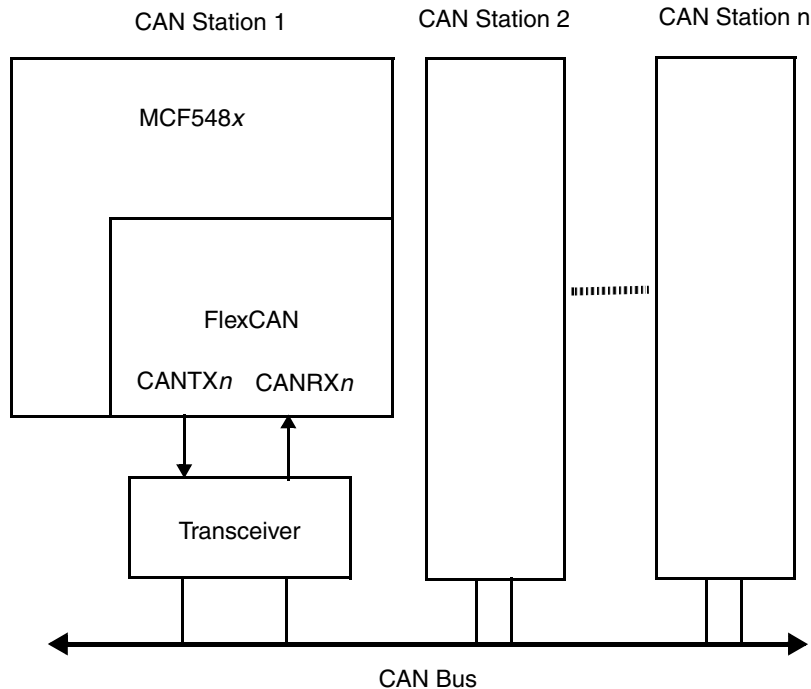 CAN Station 1
CAN Station 2
CAN Station n
MCF548x
FlexCAN
CANTXn CANRXn
Transceiver
CAN Bus